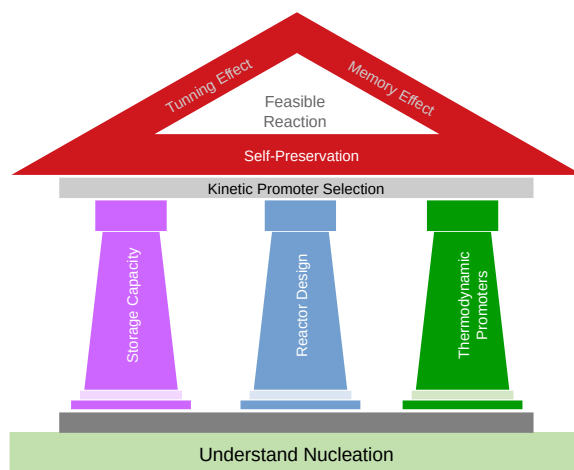 Tunning Effect
Memory Effect
Feasible
Reaction
Self-Preservation
Kinetic Promoter Selection
Storage Capacity
Reactor Design
Thermodynamic
Promoters
Understand Nucleation